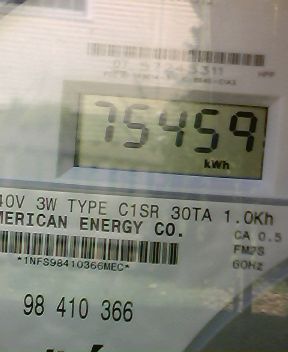 75459
kWh
40V 3W TYPE C1SR 30TA 1.0Kh
MERICAN ENERGY CO.
CA 0.5
*1NFS98410366MEC*
FM2S
60Hz
98 410 366